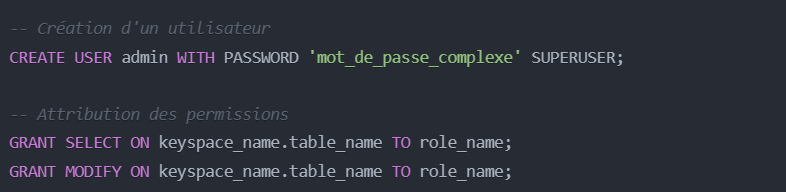 -- Création d'un utilisateur
CREATE USER admin WITH PASSWORD 'mot_de_passe_complexe' SUPERUSER;
-- Attribution des permissions
GRANT SELECT ON keyspace_name.table_name TO role_name;
GRANT MODIFY ON keyspace_name.table_name TO role_name;